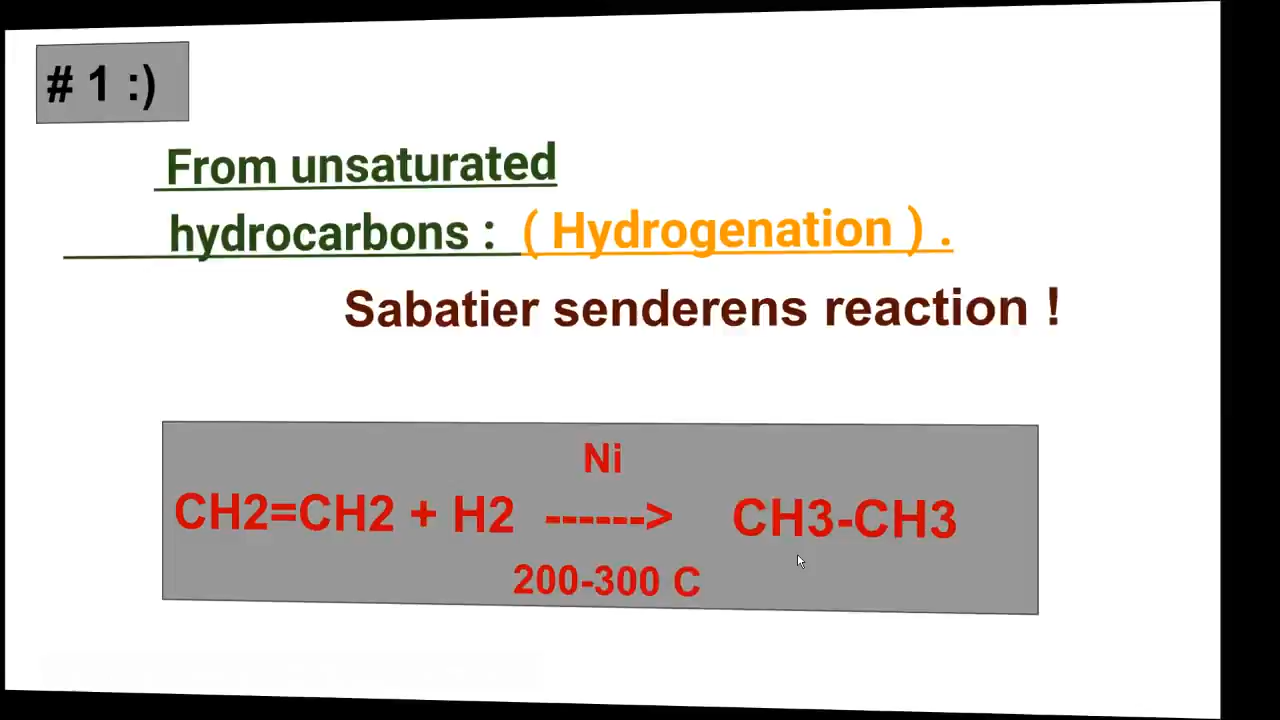 # 1 :)
From unsaturated
hydrocarbons : ( Hydrogenation ) .
Sabatier senderens reaction !
Ni
CH2=CH2 + H2 ------> CH3-CH3
200-300 C